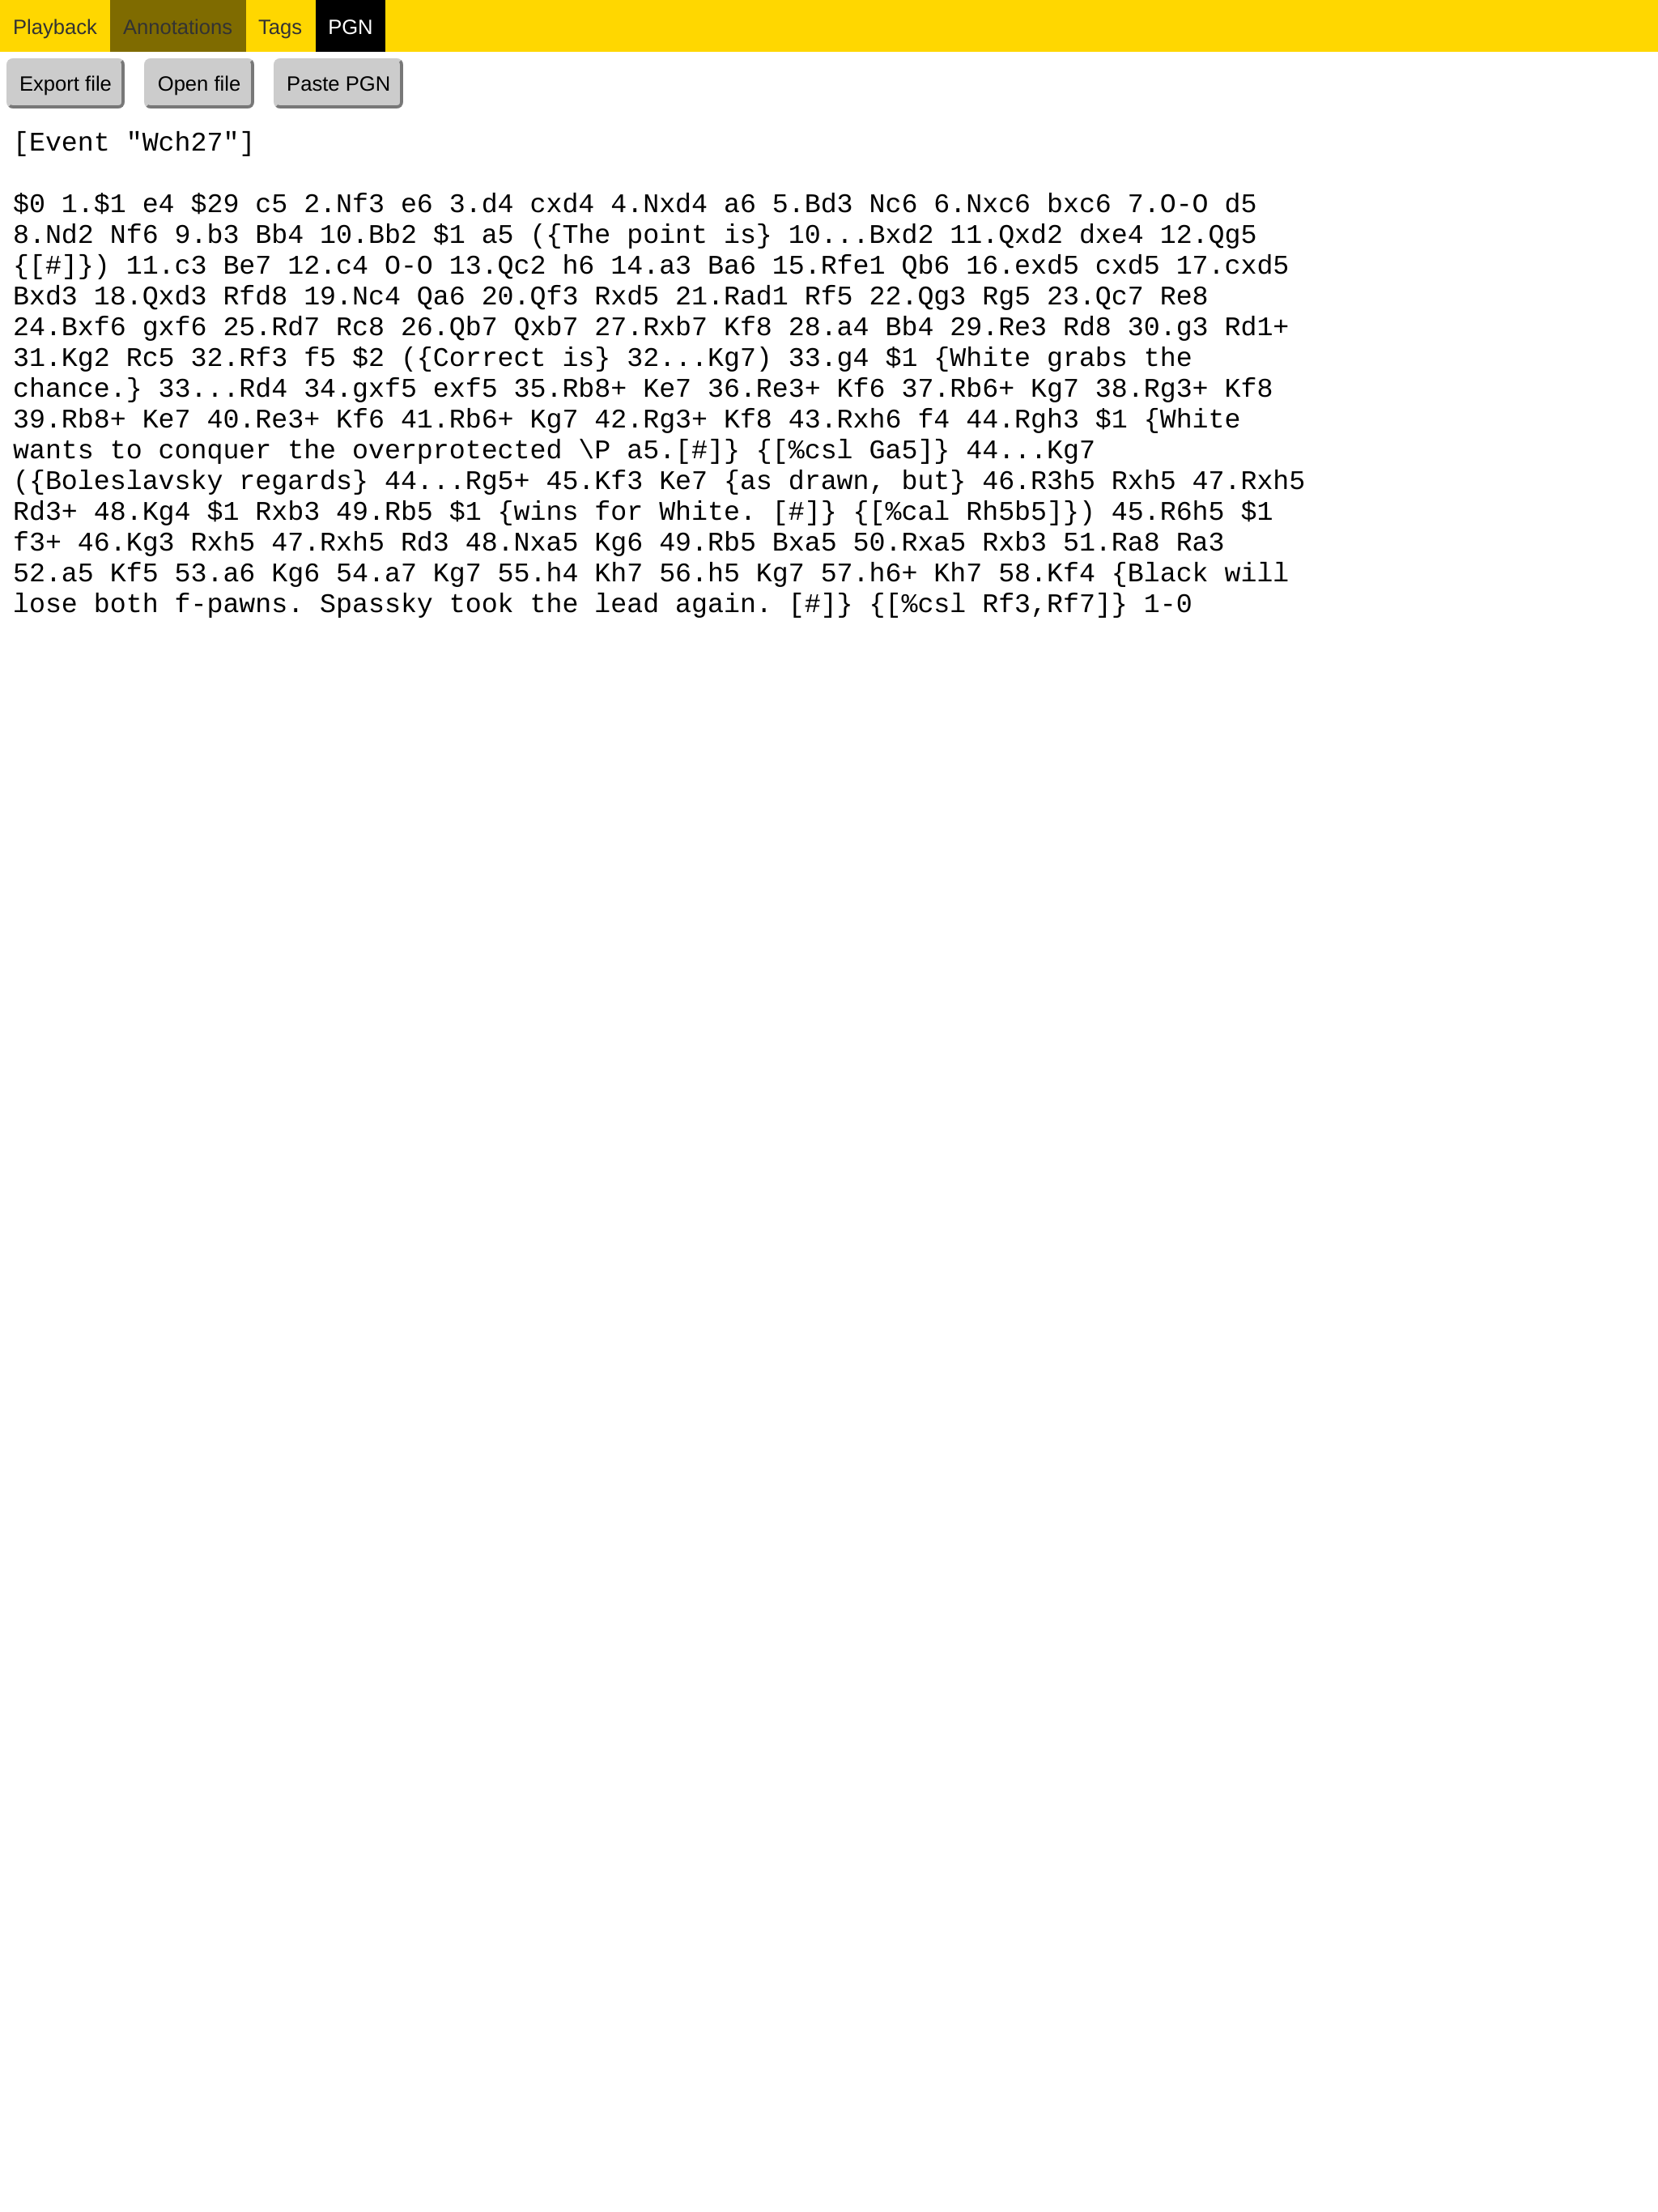 Playback Annotations Tags PGN
Export file Open file Paste PGN
[Event "Wch27"]
$0 1.$1 e4 $29 c5 2.Nf3 e6 3.d4 cxd4 4.Nxd4 a6 5.Bd3 Nc6 6.Nxc6 bxc6 7.O-O d5
8.Nd2 Nf6 9.b3 Bb4 10.Bb2 $1 a5 ({The point is} 10...Bxd2 11.Qxd2 dxe4 12.Qg5
{[#]}) 11.c3 Be7 12.c4 O-O 13.Qc2 h6 14.a3 Ba6 15.Rfe1 Qb6 16.exd5 cxd5 17.cxd5
Bxd3 18.Qxd3 Rfd8 19.Nc4 Qa6 20.Qf3 Rxd5 21.Rad1 Rf5 22.Qg3 Rg5 23.Qc7 Re8
24.Bxf6 gxf6 25.Rd7 Rc8 26.Qb7 Qxb7 27.Rxb7 Kf8 28.a4 Bb4 29.Re3 Rd8 30.g3 Rd1+
31.Kg2 Rc5 32.Rf3 f5 $2 ({Correct is} 32...Kg7) 33.g4 $1 {White grabs the
chance.} 33...Rd4 34.gxf5 exf5 35.Rb8+ Ke7 36.Re3+ Kf6 37.Rb6+ Kg7 38.Rg3+ Kf8
39.Rb8+ Ke7 40.Re3+ Kf6 41.Rb6+ Kg7 42.Rg3+ Kf8 43.Rxh6 f4 44.Rgh3 $1 {White
wants to conquer the overprotected \P a5.[#]} {[%csl Ga5]} 44...Kg7
({Boleslavsky regards} 44...Rg5+ 45.Kf3 Ke7 {as drawn, but} 46.R3h5 Rxh5 47.Rxh5
Rd3+ 48.Kg4 $1 Rxb3 49.Rb5 $1 {wins for White. [#]} {[%cal Rh5b5]}) 45.R6h5 $1
f3+ 46.Kg3 Rxh5 47.Rxh5 Rd3 48.Nxa5 Kg6 49.Rb5 Bxa5 50.Rxa5 Rxb3 51.Ra8 Ra3
52.a5 Kf5 53.a6 Kg6 54.a7 Kg7 55.h4 Kh7 56.h5 Kg7 57.h6+ Kh7 58.Kf4 {Black will
lose both f-pawns. Spassky took the lead again. [#]} {[%csl Rf3,Rf7]} 1-0